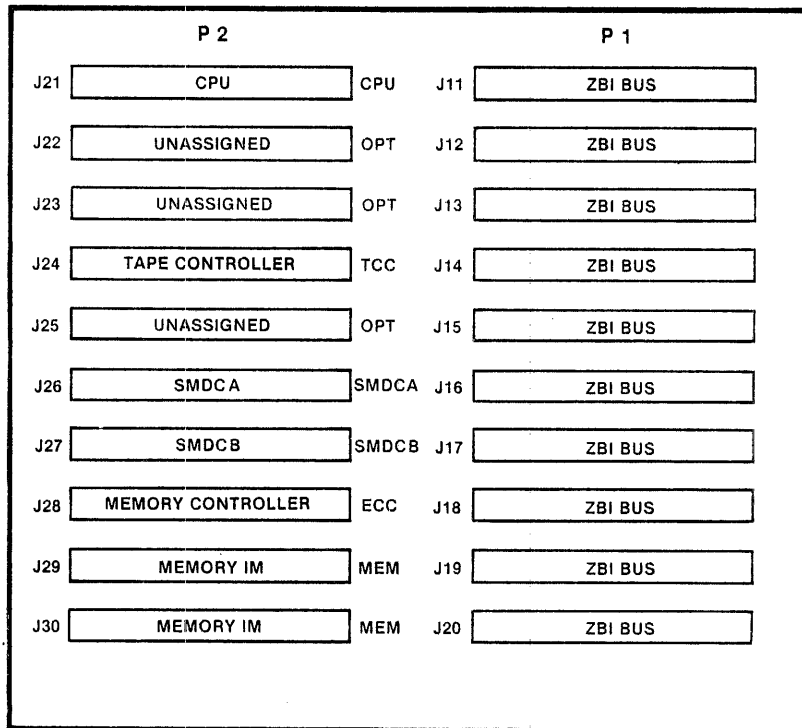 P 2 P 1
J21 CPU CPU J11 ZBI BUS
J22 UNASSIGNED OPT J12 ZBI BUS
J23 UNASSIGNED OPT J13 ZBI BUS
J24 TAPE CONTROLLER TCC J14 ZBI BUS
J25 UNASSIGNED OPT J15 ZBI BUS
J26 SMDCA SMDCA J16 ZBI BUS
J27 SMDCB SMDCB J17 ZBI BUS
J28 MEMORY CONTROLLER ECC J18 ZBI BUS
J29 MEMORY IM MEM J19 ZBI BUS
J30 MEMORY IM MEM J20 ZBI BUS